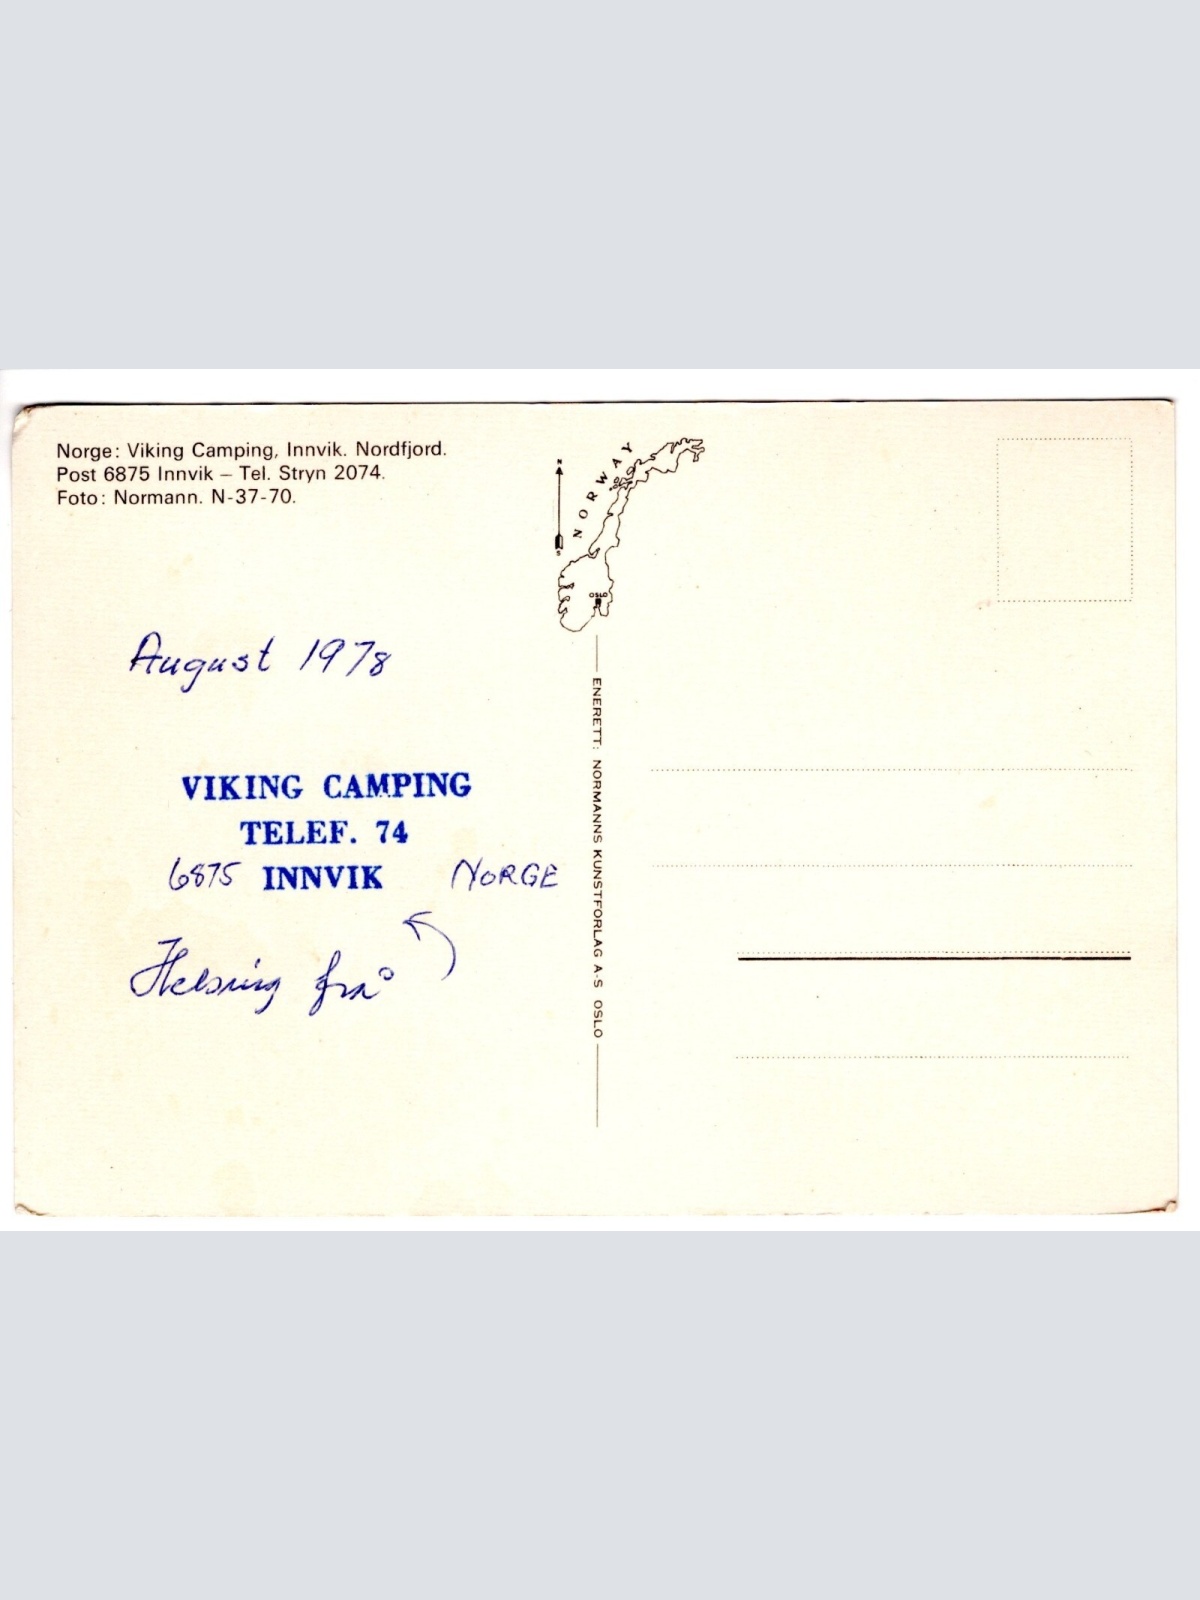 Norge: Viking Camping, Innvik. Nordfjord.
Post 6875 Innvik – Tel. Stryn 2074.
Foto: Normann. N-37-70.
N
S
NORWAY
OSLO
August 1978
VIKING CAMPING
TELEF. 74
6875 INNVIK NORGE
Helsing frå
ENERETT: NORMANNS KUNSTFORLAG A.S OSLO